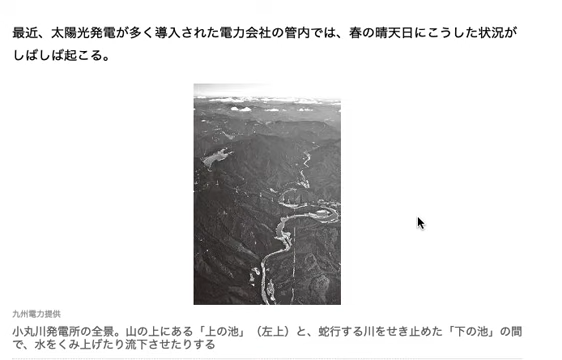 最近、太陽光発電が多く導入された電力会社の管内では、春の晴天日にこうした状況が
しばしば起こる。
九州電力提供
小丸川発電所の全景。山の上にある「上の池」（左上）と、蛇行する川をせき止めた「下の池」の間
で、水をくみ上げたり流下させたりする